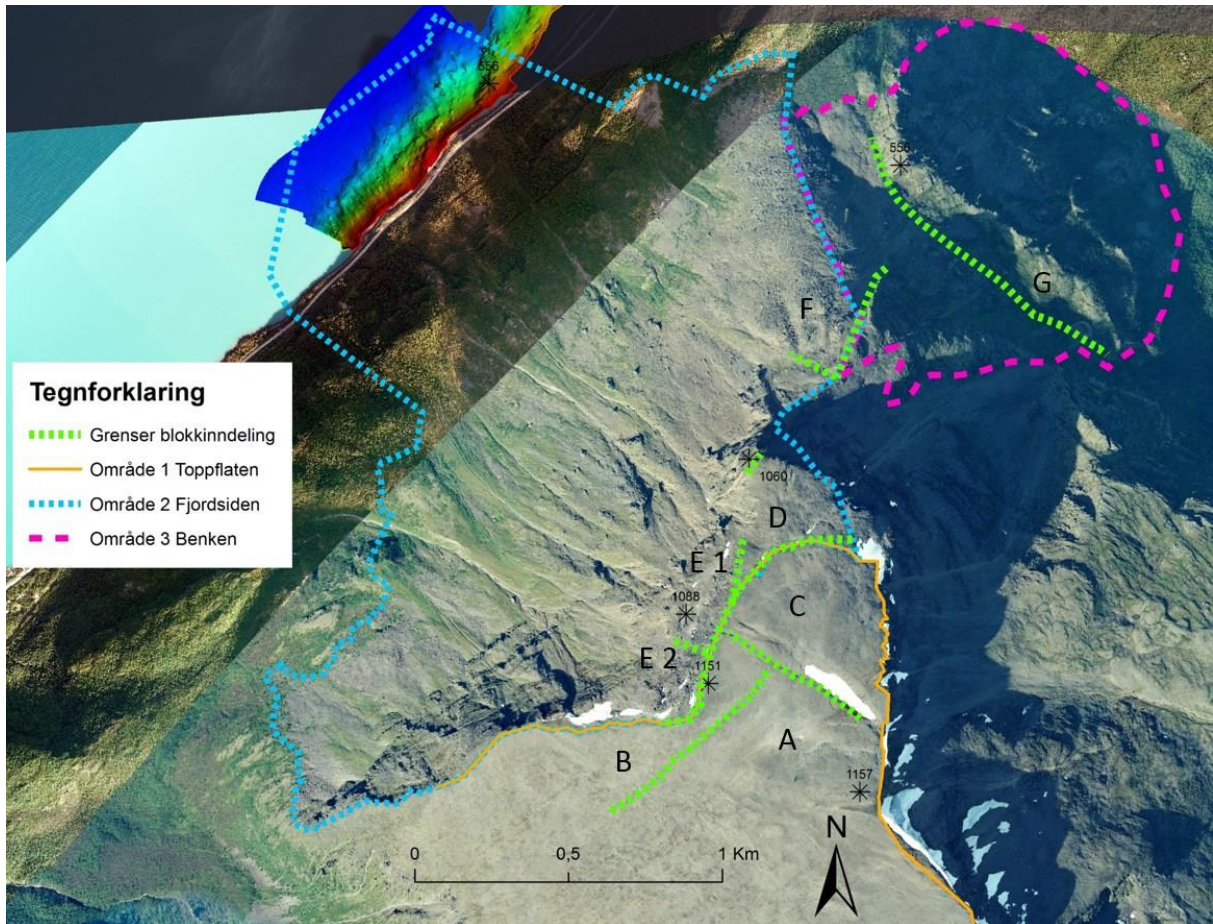 556
556
G
F
Tegnforklaring
Grenser blokkinndeling
Område 1 Toppflaten
Område 2 Fjordsiden
Område 3 Benken
1060
D
E 1
1088
C
E 2
1151
A
B
1157
N
0 0,5 1 Km